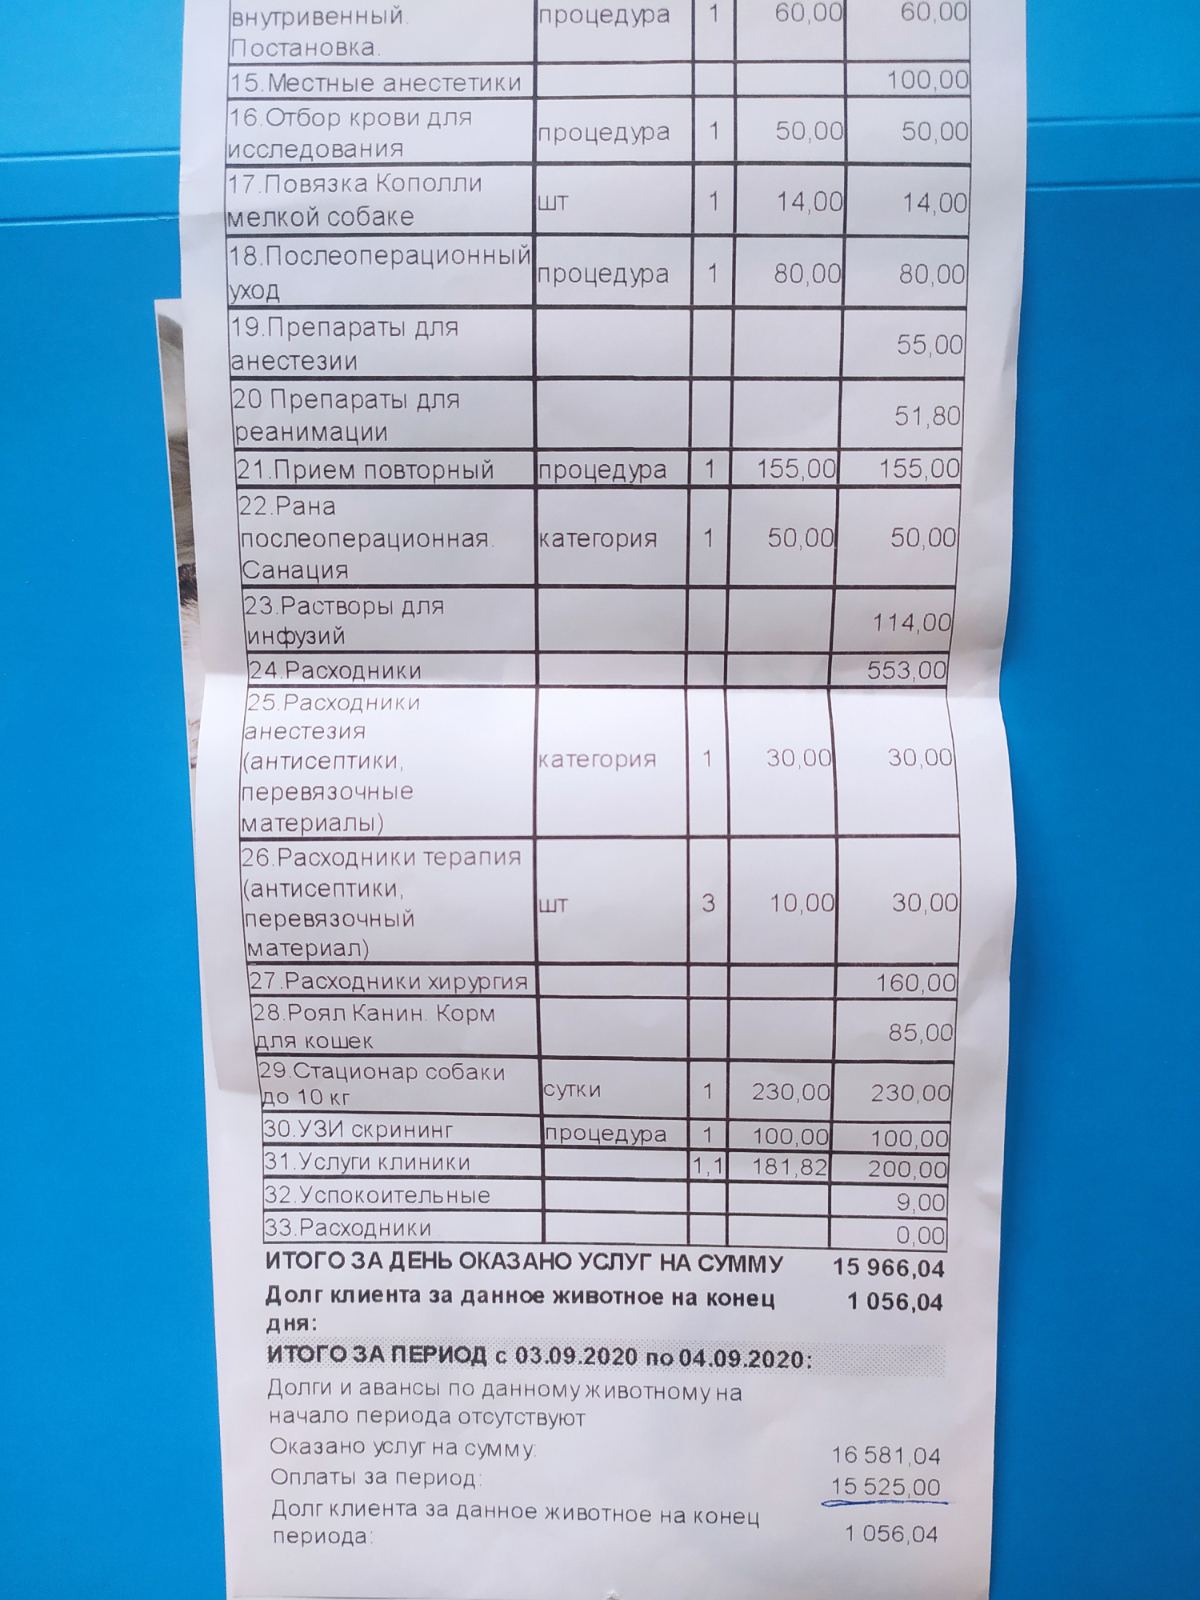 внутривенный. процедура 1 60,00 60,00
Постановка.
15.Местные анестетики 100,00
16.Отбор крови для
исследования процедура 1 50,00 50,00
17.Повязка Кополли
мелкой собаке шт 1 14,00 14,00
18.Послеоперационный
уход процедура 1 80,00 80,00
19.Препараты для
анестезии 55,00
20 Препараты для
реанимации 51,80
21.Прием повторный процедура 1 155,00 155,00
22.Рана
послеоперационная. категория 1 50,00 50,00
Санация
23.Растворы для
инфузий 114,00
24.Расходники 553,00
25.Расходники
анестезия
(антисептики, категория 1 30,00 30,00
перевязочные
материалы)
26.Расходники терапия
(антисептики, шт 3 10,00 30,00
перевязочный
материал)
27.Расходники хирургия 160,00
28.Роял Канин. Корм
для кошек 85,00
29.Стационар собаки
до 10 кг сутки 1 230,00 230,00
30.УЗИ скрининг процедура 1 100,00 100,00
31.Услуги клиники 1,1 181,82 200,00
32.Успокоительные 9,00
33.Расходники 0,00
ИТОГО ЗА ДЕНЬ ОКАЗАНО УСЛУГ НА СУММУ 15 966,04
Долг клиента за данное животное на конец 1 056,04
дня:
ИТОГО ЗА ПЕРИОД с 03.09.2020 по 04.09.2020:
Долги и авансы по данному животному на
начало периода отсутствуют
Оказано услуг на сумму: 16 581,04
Оплаты за период: 15 525,00
Долг клиента за данное животное на конец
периода: 1 056,04